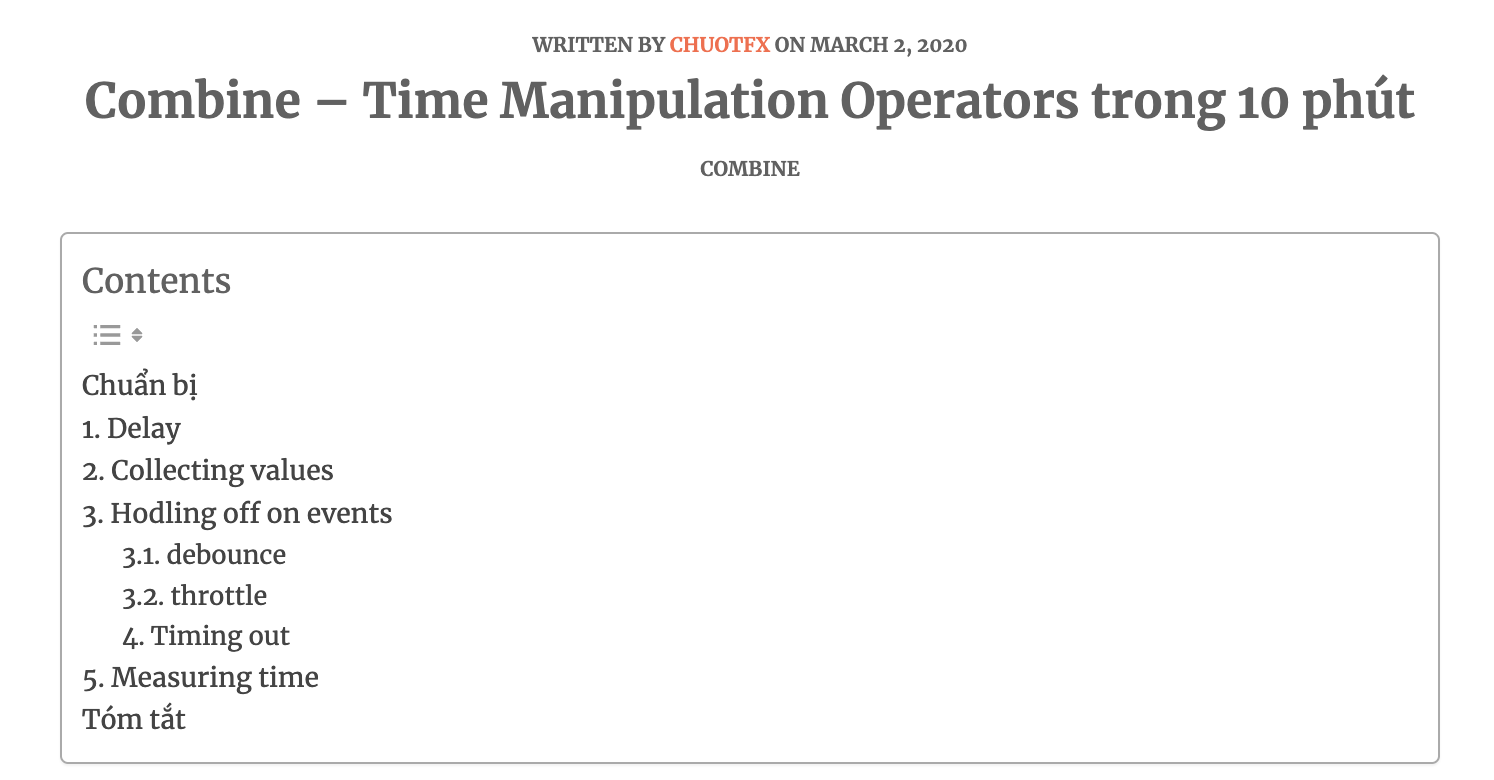 WRITTEN BY CHUOTFX ON MARCH 2, 2020
Combine – Time Manipulation Operators trong 10 phút
COMBINE
Contents
Chuẩn bị
1. Delay
2. Collecting values
3. Hodling off on events
3.1. debounce
3.2. throttle
4. Timing out
5. Measuring time
Tóm tắt